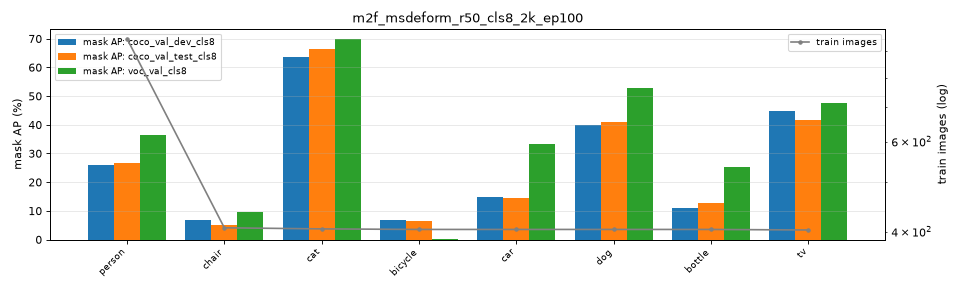 m2f_msdeform_r50_cls8_2k_ep100
mask AP: coco_val_dev_cls8
mask AP: coco_val_test_cls8
mask AP: voc_val_cls8
train images
mask AP (%)
70
60
50
40
30
20
10
0
6 × 10²
4 × 10²
train images (log)
person
chair
cat
bicycle
car
dog
bottle
tv